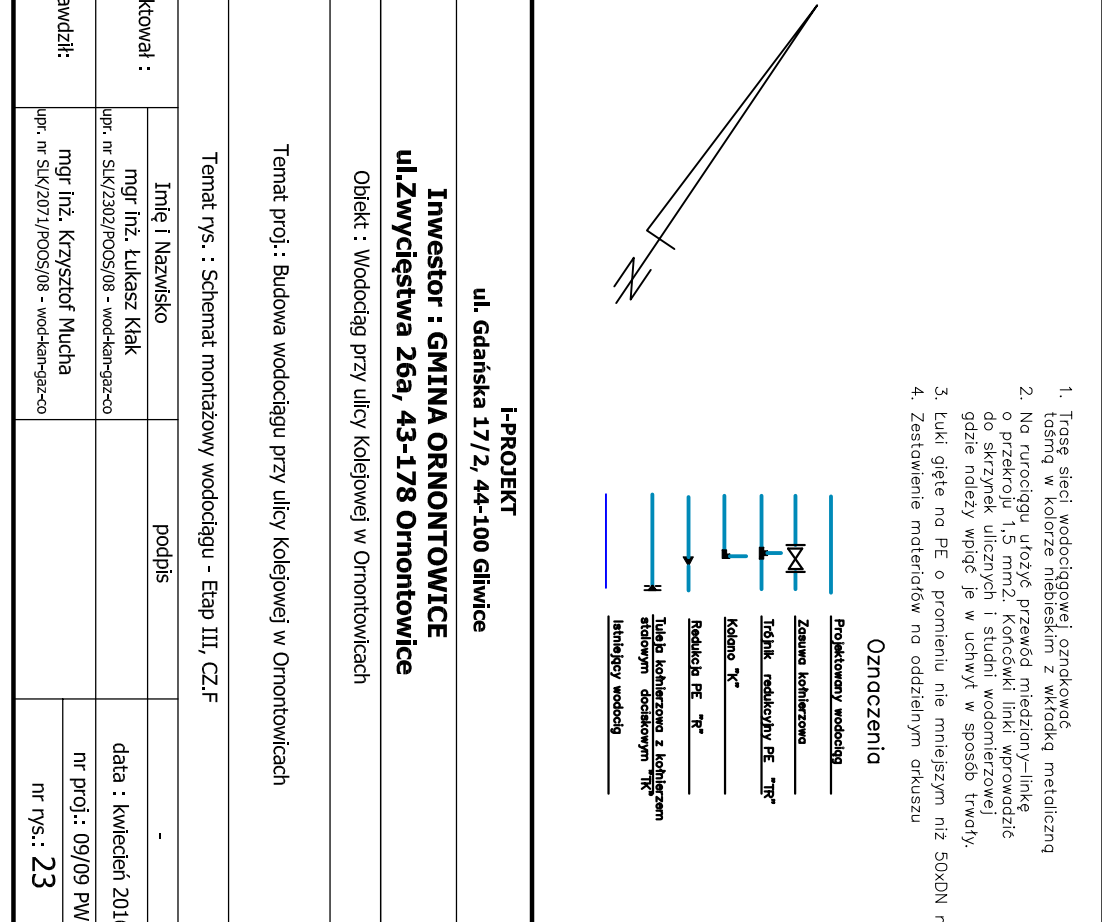 1. Trasę sieci wodociągowej oznakować
taśmą w kolorze niebieskim z wkładką metaliczną
2. Na rurociągu ułożyć przewód miedziany-linkę
o przekroju 1,5 mm2. Końcówki linki wprowadzić
do skrzynek ulicznych i studni wodomierzowej
gdzie należy wpiąć je w uchwyt w sposób trwały.
3. Łuki gięte na PE o promieniu nie mniejszym niż 50xDN
4. Zestawienie materiałów na oddzielnym arkuszu
Oznaczenia
Projektowany wodociąg
Zasuwa kołnierzowa
Trójnik redukcyjny PE "TR"
Kolano "K"
Redukcja PE "R"
Tuleja kołnierzowa z kołnierzem
stalowym dociskowym "TK"
Istniejący wodocig
N
i-PROJEKT
ul. Gdańska 17/2, 44-100 Gliwice
Inwestor : GMINA ORNONTOWICE
ul.Zwycięstwa 26a, 43-178 Ornontowice
Obiekt : Wodociąg przy ulicy Kolejowej w Ornontowicach
Temat proj.: Budowa wodociągu przy ulicy Kolejowej w Ornontowicach
Temat rys. : Schemat montażowy wodociągu - Etap III, CZ.F
Imię i Nazwisko
podpis
-
ktował :
mgr inż. Łukasz Kłak
upr. nr SLK/2302/POOS/08 - wod-kan-gaz-co
data : kwiecień 201
nr proj.: 09/09 PW
awdził:
mgr inż. Krzysztof Mucha
upr. nr SLK/2071/POOS/08 - wod-kan-gaz-co
nr rys.: 23